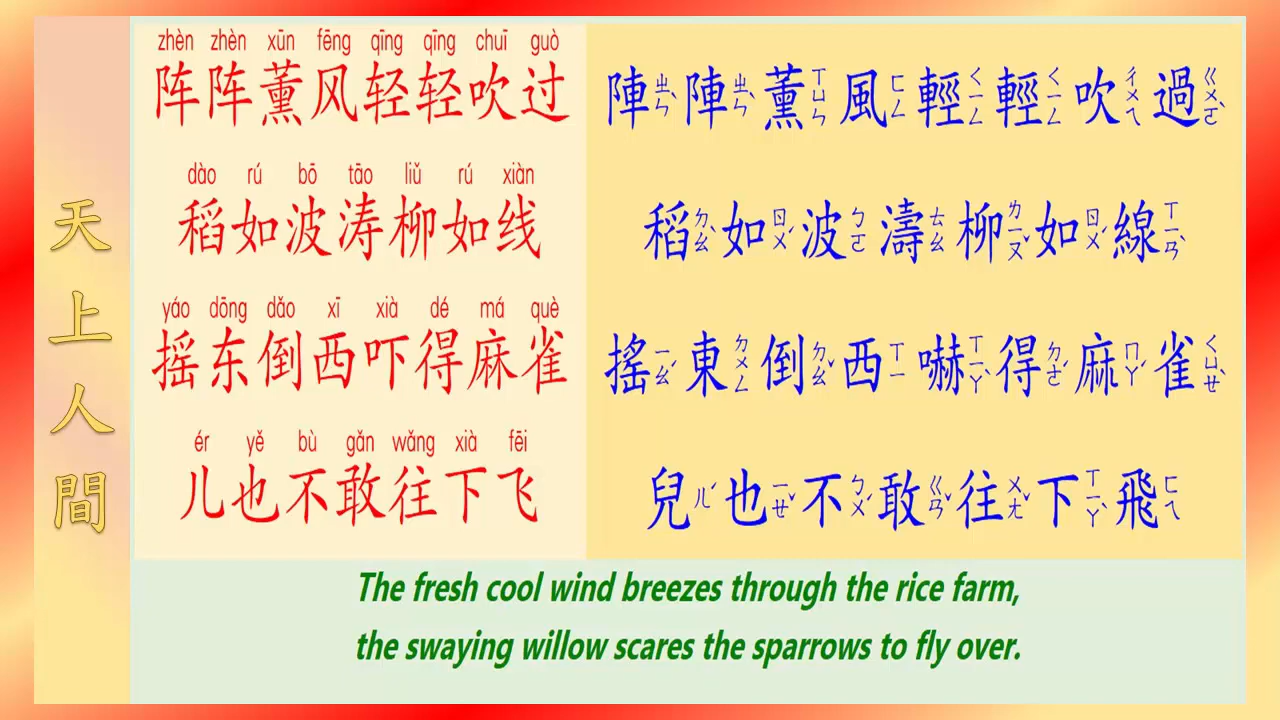 天上人間
zhèn zhèn xūn fēng qīng qīng chuī guò
阵阵薰风轻轻吹过
dào rú bō tāo liǔ rú xiàn
稻如波涛柳如线
yáo dōng dǎo xī xià dé má què
摇东倒西吓得麻雀
ér yě bù gǎn wǎng xià fēi
儿也不敢往下飞
陣ㄓㄣˋ陣ㄓㄣˋ薰ㄒㄩㄣ風ㄈㄥ輕ㄑㄧㄥ輕ㄑㄧㄥ吹ㄔㄨㄟ過ㄍㄨㄛˋ
稻ㄉㄠˋ如ㄖㄨˊ波ㄅㄛ濤ㄊㄠ柳ㄌㄧㄡˇ如ㄖㄨˊ線ㄒㄧㄢˋ
搖ㄧㄠˊ東ㄉㄨㄥ倒ㄉㄠˇ西ㄒㄧ嚇ㄒㄧㄚˋ得ㄉㄜˊ麻ㄇㄚˊ雀ㄑㄩㄝˋ
兒ㄦˊ也ㄧㄝˇ不ㄅㄨˊ敢ㄍㄢˇ往ㄨㄤˇ下ㄒㄧㄚˋ飛ㄈㄟ
The fresh cool wind breezes through the rice farm,
the swaying willow scares the sparrows to fly over.